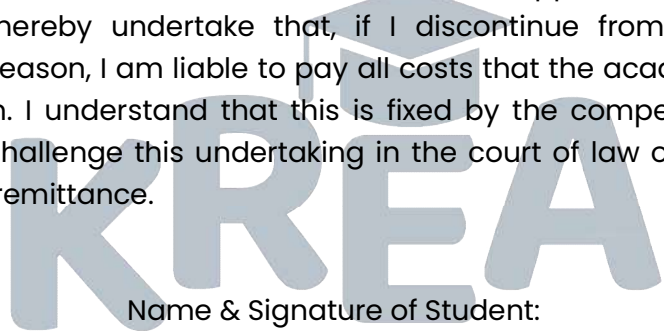 hereby undertake that, if I discontinue from
eason, I am liable to pay all costs that the acad
n. I understand that this is fixed by the compe
hallenge this undertaking in the court of law o
remittance.
KREA
Name & Signature of Student: